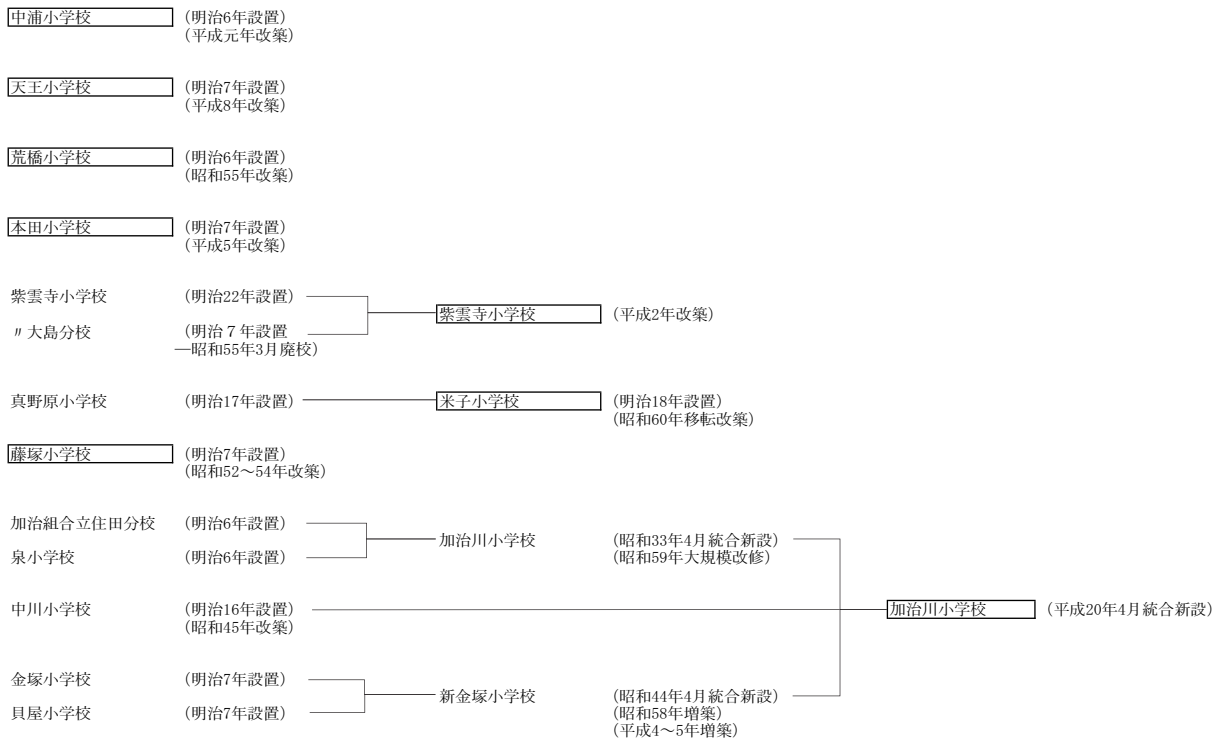 中浦小学校 （明治6年設置）
（平成元年改築）
天王小学校 （明治7年設置）
（平成8年改築）
荒橋小学校 （明治6年設置）
（昭和55年改築）
本田小学校 （明治7年設置）
（平成5年改築）
紫雲寺小学校 （明治22年設置）
紫雲寺小学校 （平成2年改築）
〃大島分校 （明治７年設置
―昭和55年3月廃校）
真野原小学校 （明治17年設置） 米子小学校 （明治18年設置）
（昭和60年移転改築）
藤塚小学校 （明治7年設置）
（昭和52～54年改築）
加治組合立住田分校 （明治6年設置）
加治川小学校 （昭和33年4月統合新設）
泉小学校 （明治6年設置） （昭和59年大規模改修）
中川小学校 （明治16年設置） 加治川小学校 （平成20年4月統合新設）
（昭和45年改築）
金塚小学校 （明治7年設置）
新金塚小学校 （昭和44年4月統合新設）
貝屋小学校 （明治7年設置） （昭和58年増築）
（平成4～5年増築）